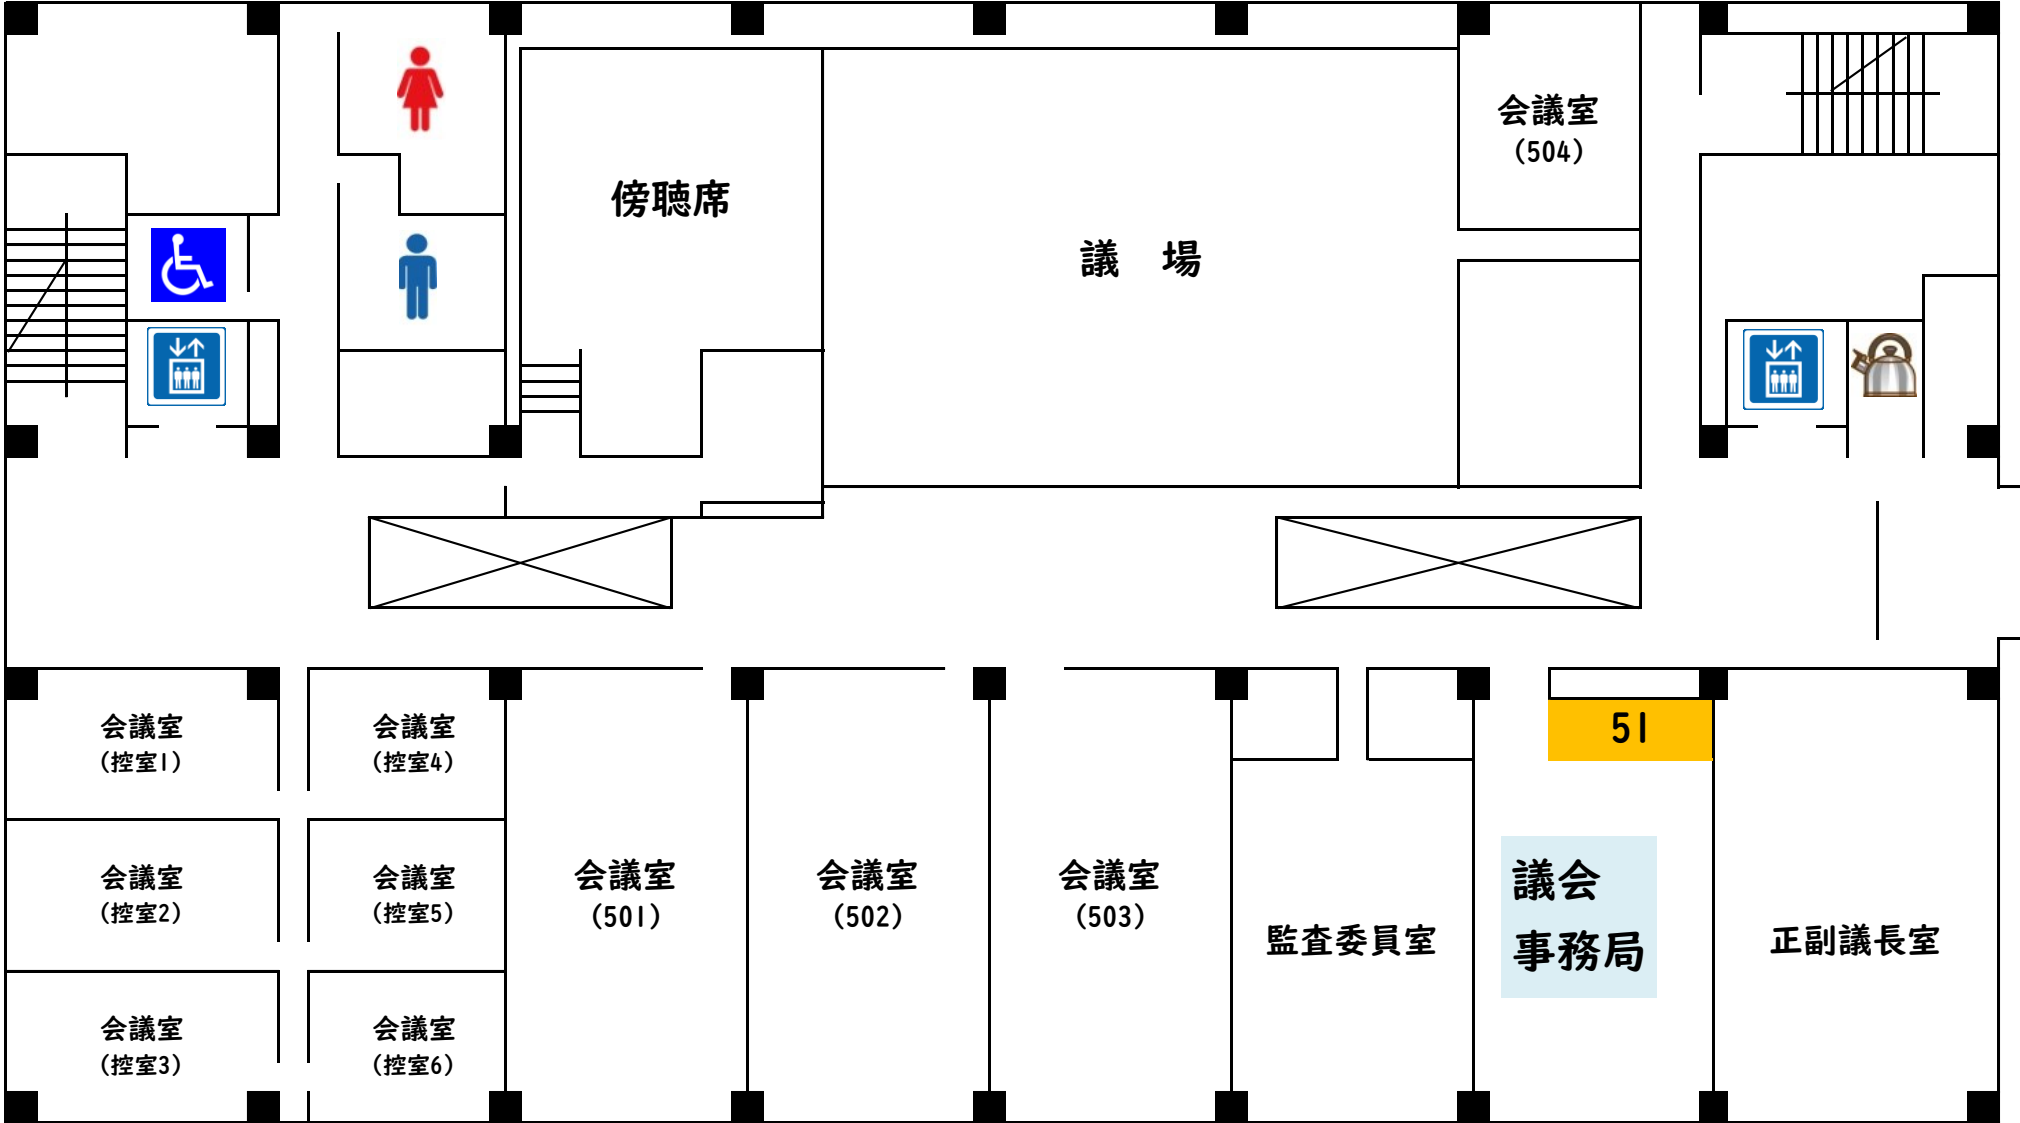 会議室
(504)
傍聴席
議　場
51
会議室
(控室1)
会議室
(控室4)
会議室
(控室2)
会議室
(控室5)
会議室
(501)
会議室
(502)
会議室
(503)
監査委員室
議会
事務局
正副議長室
会議室
(控室3)
会議室
(控室6)